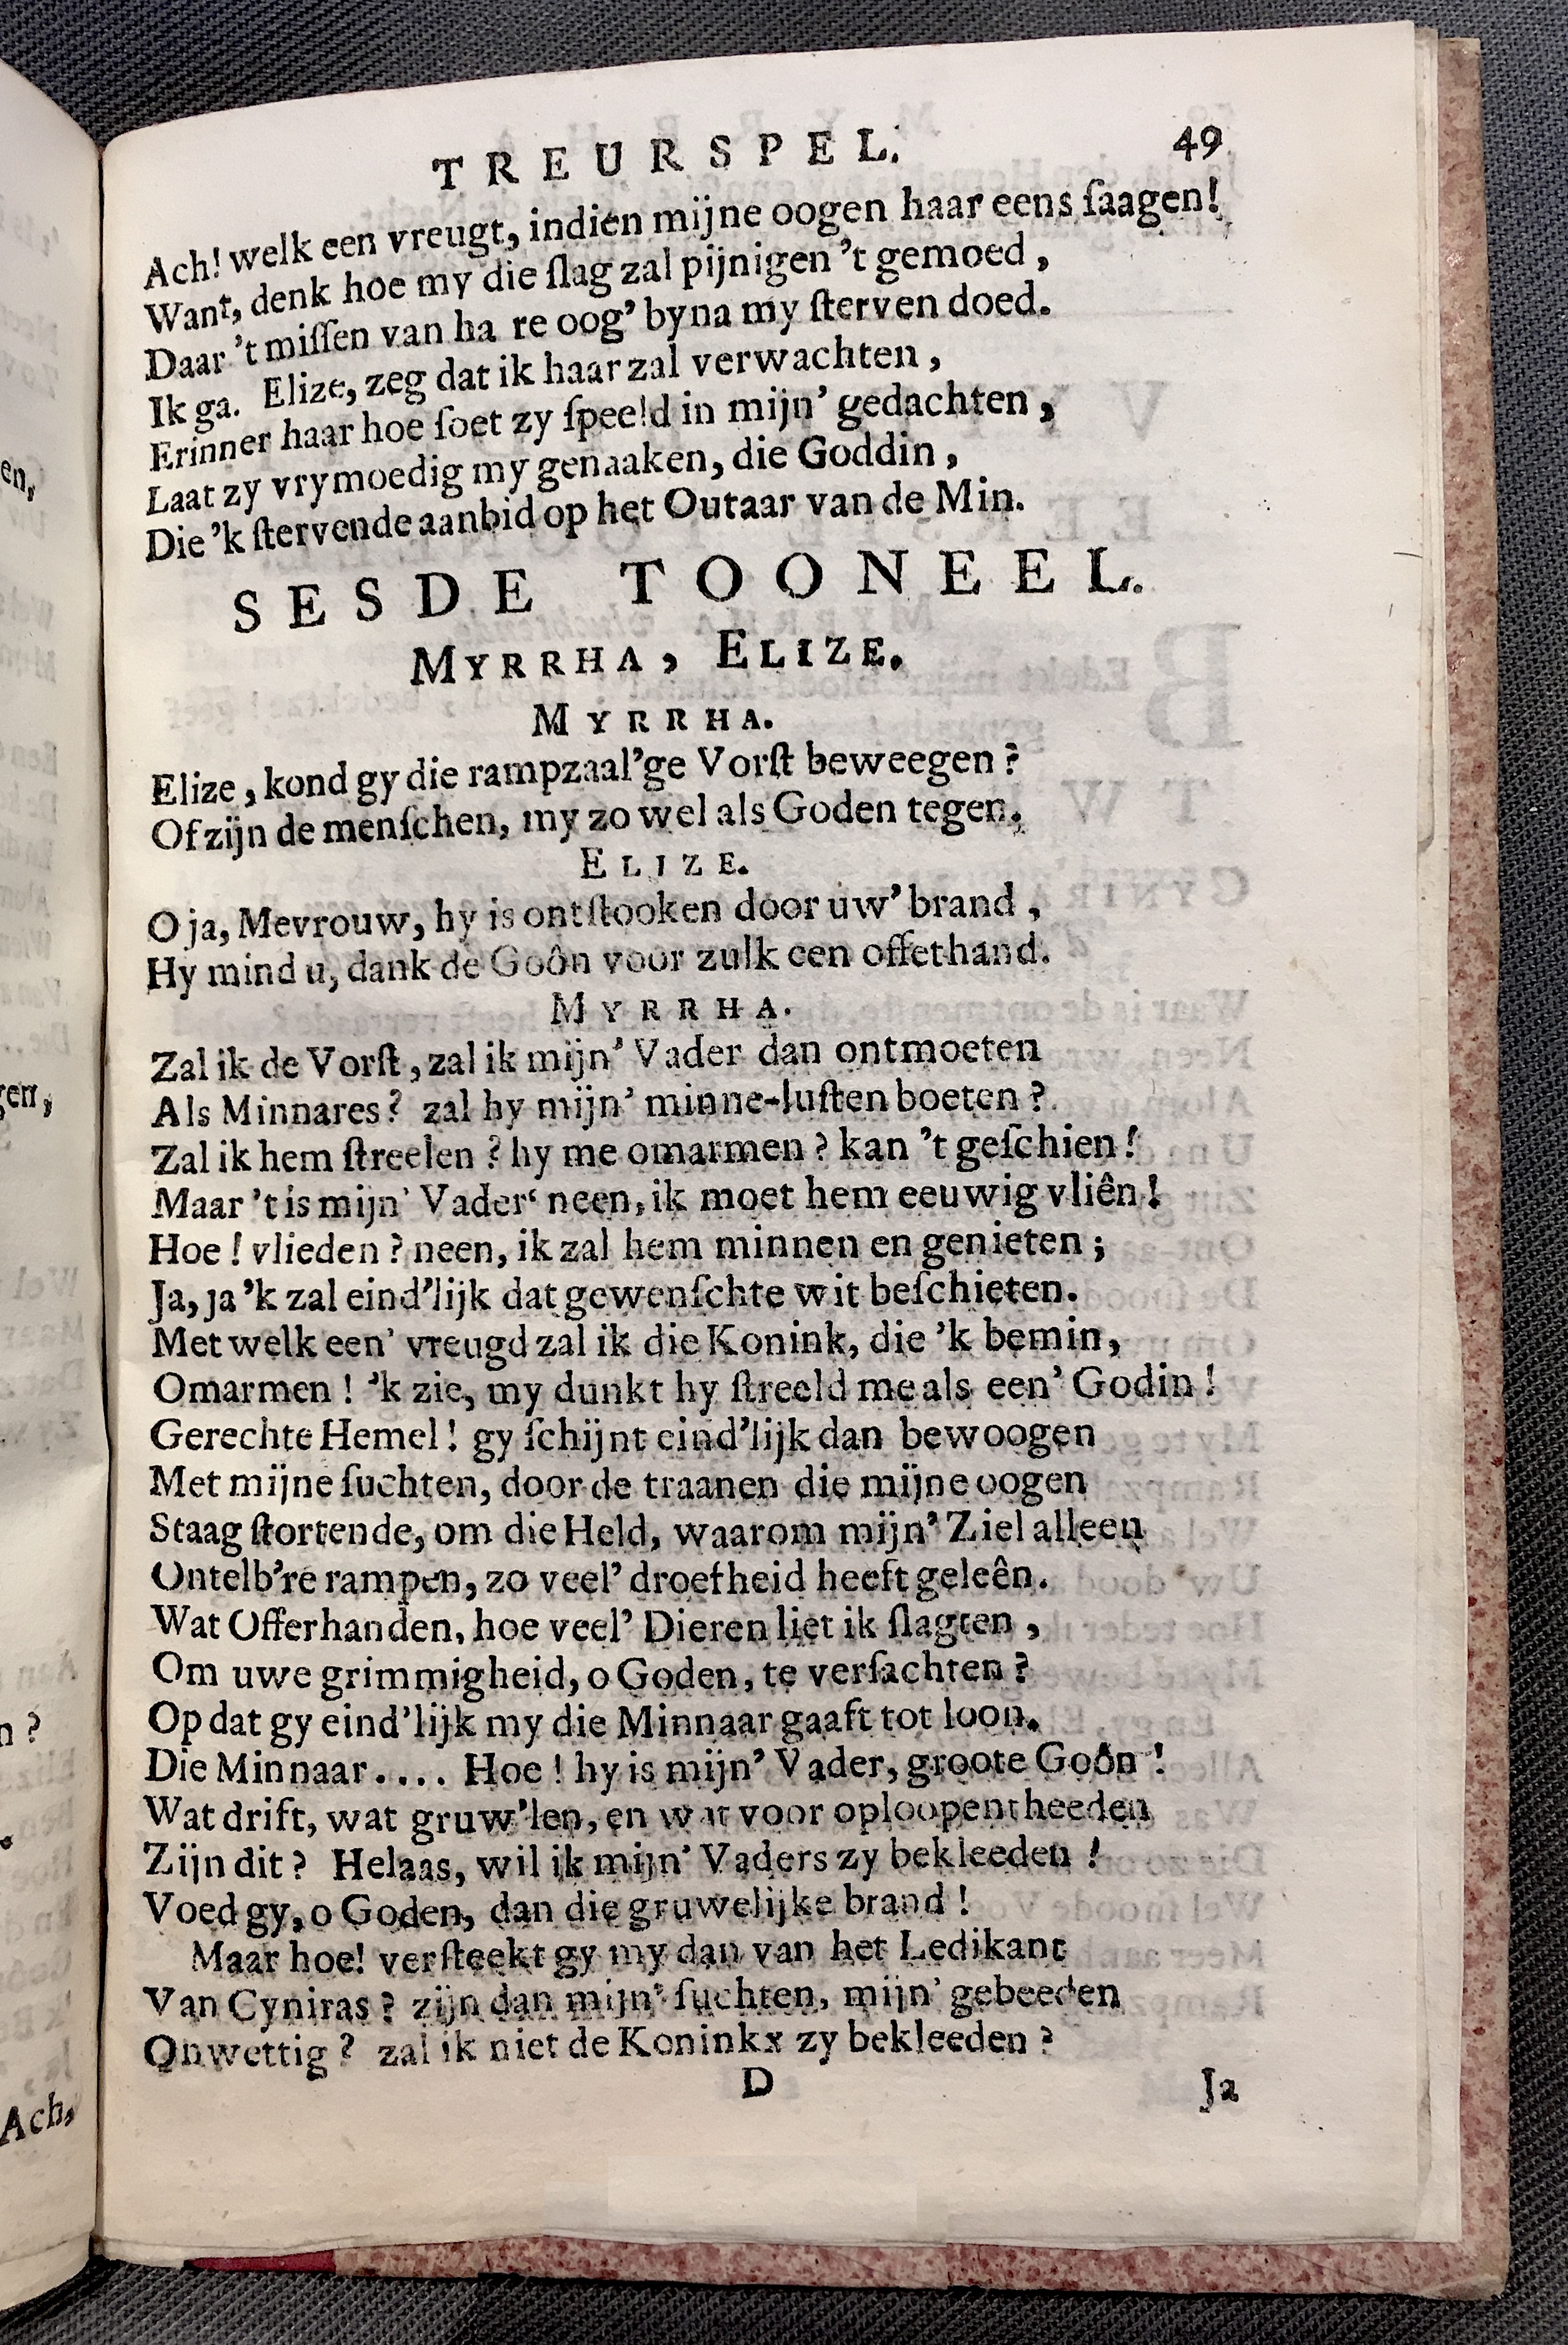 TREURSPEL. 49
Ach! welk een vreugt, indien mijne oogen haar eens ſaagen!
Want, denk hoe my die ſlag zal pijnigen 't gemoed,
Daar 't miſſen van ha re oog' byna my ſterven doed.
Ik ga. Elize, zeg dat ik haar zal verwachten,
Erinner haar hoe ſoet zy ſpeeld in mijn' gedachten,
Laat zy vrymoedig my genaaken, die Goddin,
Die 'k ſtervende aanbid op het Outaar van de Min.
SESDE TOONEEL.
MYRRHA, ELIZE.
MYRRHA.
Elize, kond gy die rampzaal'ge Vorſt beweegen?
Of zijn de menſchen, my zo wel als Goden tegen.
ELIZE.
O ja, Mevrouw, hy is ontſtooken door uw' brand,
Hy mind u, dank de Goôn voor zulk een offethand.
MYRRHA.
Zal ik de Vorſt, zal ik mijn' Vader dan ontmoeten
Als Minnares? zal hy mijn' minne-luſten boeten?
Zal ik hem ſtreelen? hy me omarmen? kan 't geſchien!
Maar 't is mijn' Vader‘ neen, ik moet hem eeuwig vliên!
Hoe! vlieden? neen, ik zal hem minnen en genieten;
Ja, ja 'k zal eind'lijk dat gewenſchte wit beſchieten.
Met welk een' vreugd zal ik die Konink, die 'k bemin,
Omarmen! 'k zie, my dunkt hy ſtreeld me als een' Godin!
Gerechte Hemel! gy ſchijnt eind'lijk dan bewoogen
Met mijne ſuchten, door de traanen die mijne oogen
Staag ſtortende, om die Held, waarom mijn' Ziel alleen
Ontelb're rampen, zo veel' droefheid heeft geleên.
Wat Offerhanden, hoe veel' Dieren liet ik ſlagten,
Om uwe grimmigheid, o Goden, te verſachten?
Op dat gy eind'lijk my die Minnaar gaaft tot loon.
Die Minnaar.... Hoe! hy is mijn' Vader, groote Goôn!
Wat drift, wat gruw'len, en wat voor oploopentheeden
Zijn dit? Helaas, wil ik mijn' Vaders zy bekleeden!
Voed gy, o Goden, dan die gruwelijke brand!
Maar hoe! verſteekt gy my dan van het Ledikant
Van Cyniras? zijn dan mijn' ſuchten, mijn' gebeeden
Onwettig? zal ik niet de Koninkx zy bekleeden?
D Ja
en,
gen,
n?
Ach,